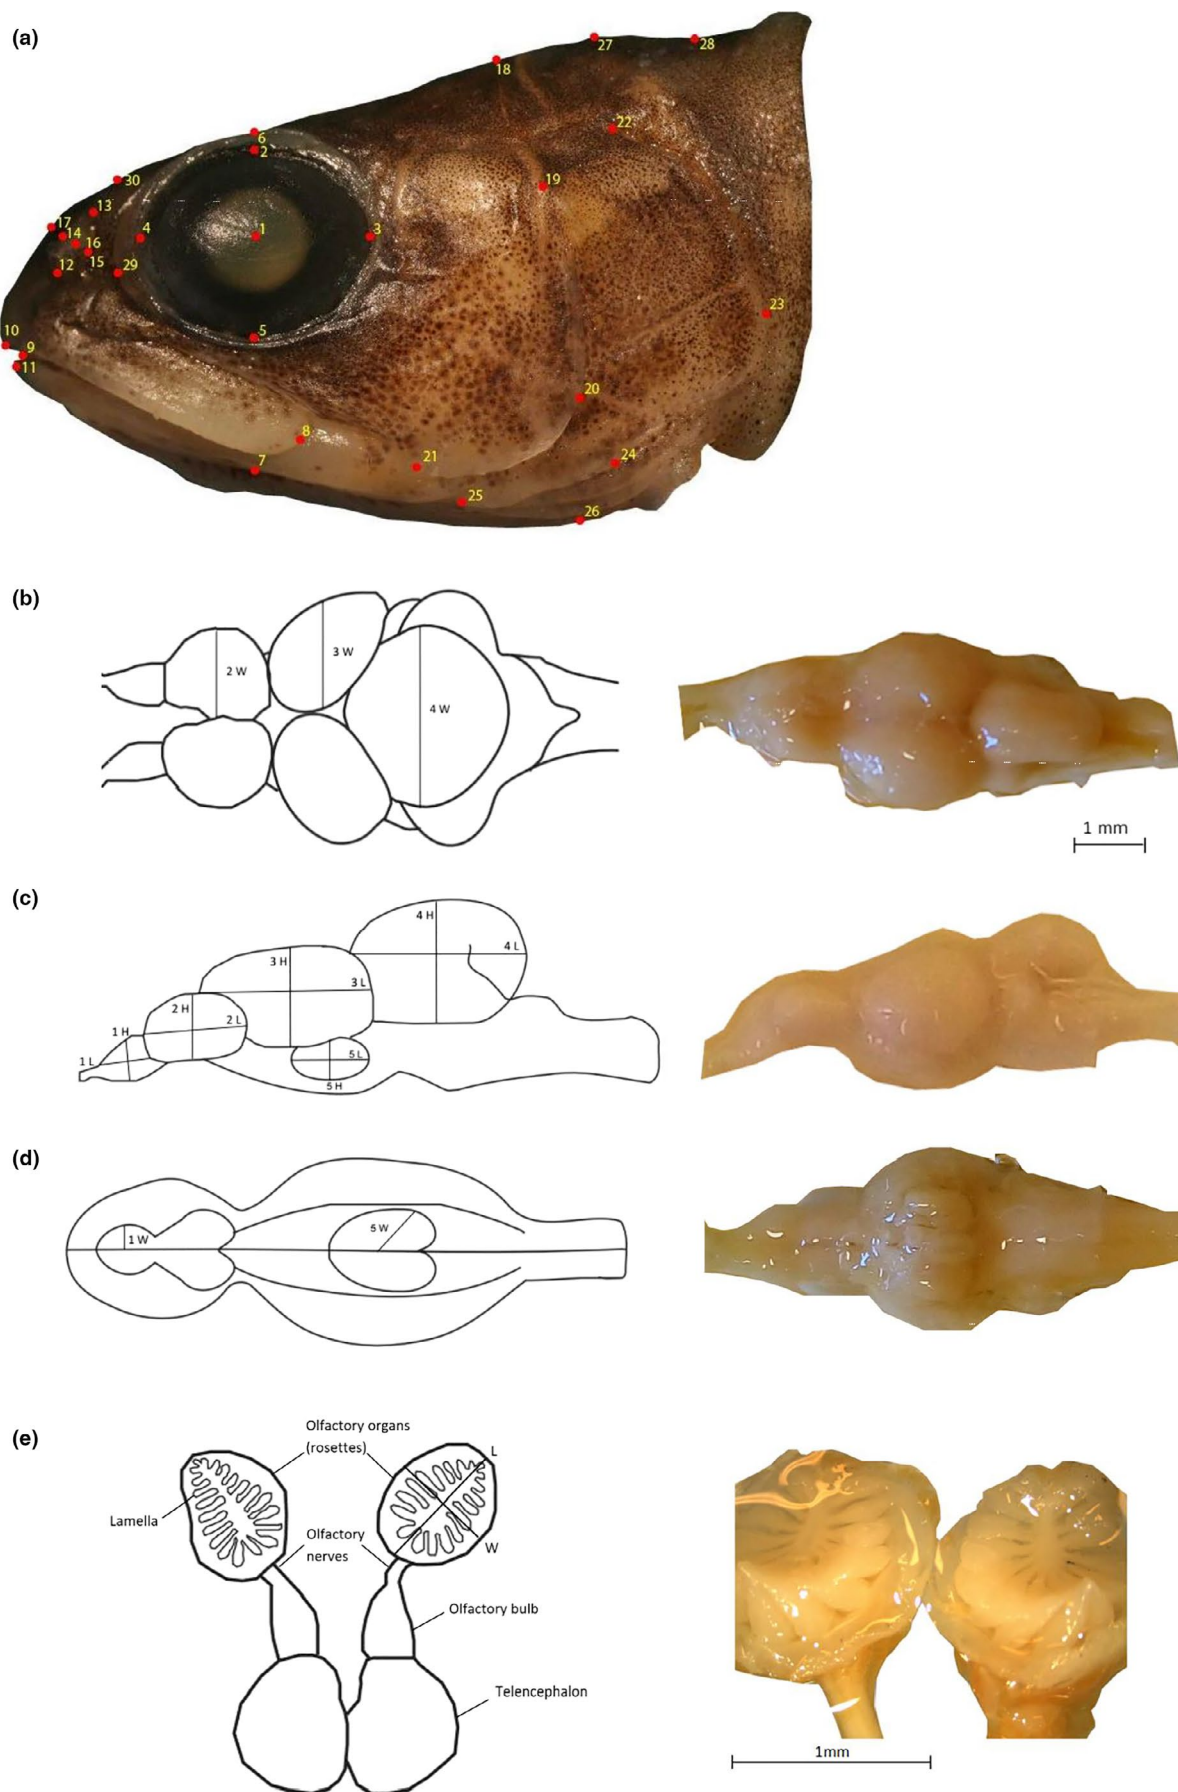 (a)
27
28
18
6
2
22
30
19
13
17
4
1
3
14
16
15
12
29
23
10
5
9
11
20
8
7
21
24
25
26
(b)
2 W
3 W
4 W
1 mm
(c)
4 H
4 L
3 H
3 L
2 H
2 L
1 H
1 L
5 L
5 H
(d)
1 W
5 W
(e)
Olfactory organs
(rosettes)
L
Lamella
Olfactory
nerves
W
Olfactory bulb
Telencephalon
1mm